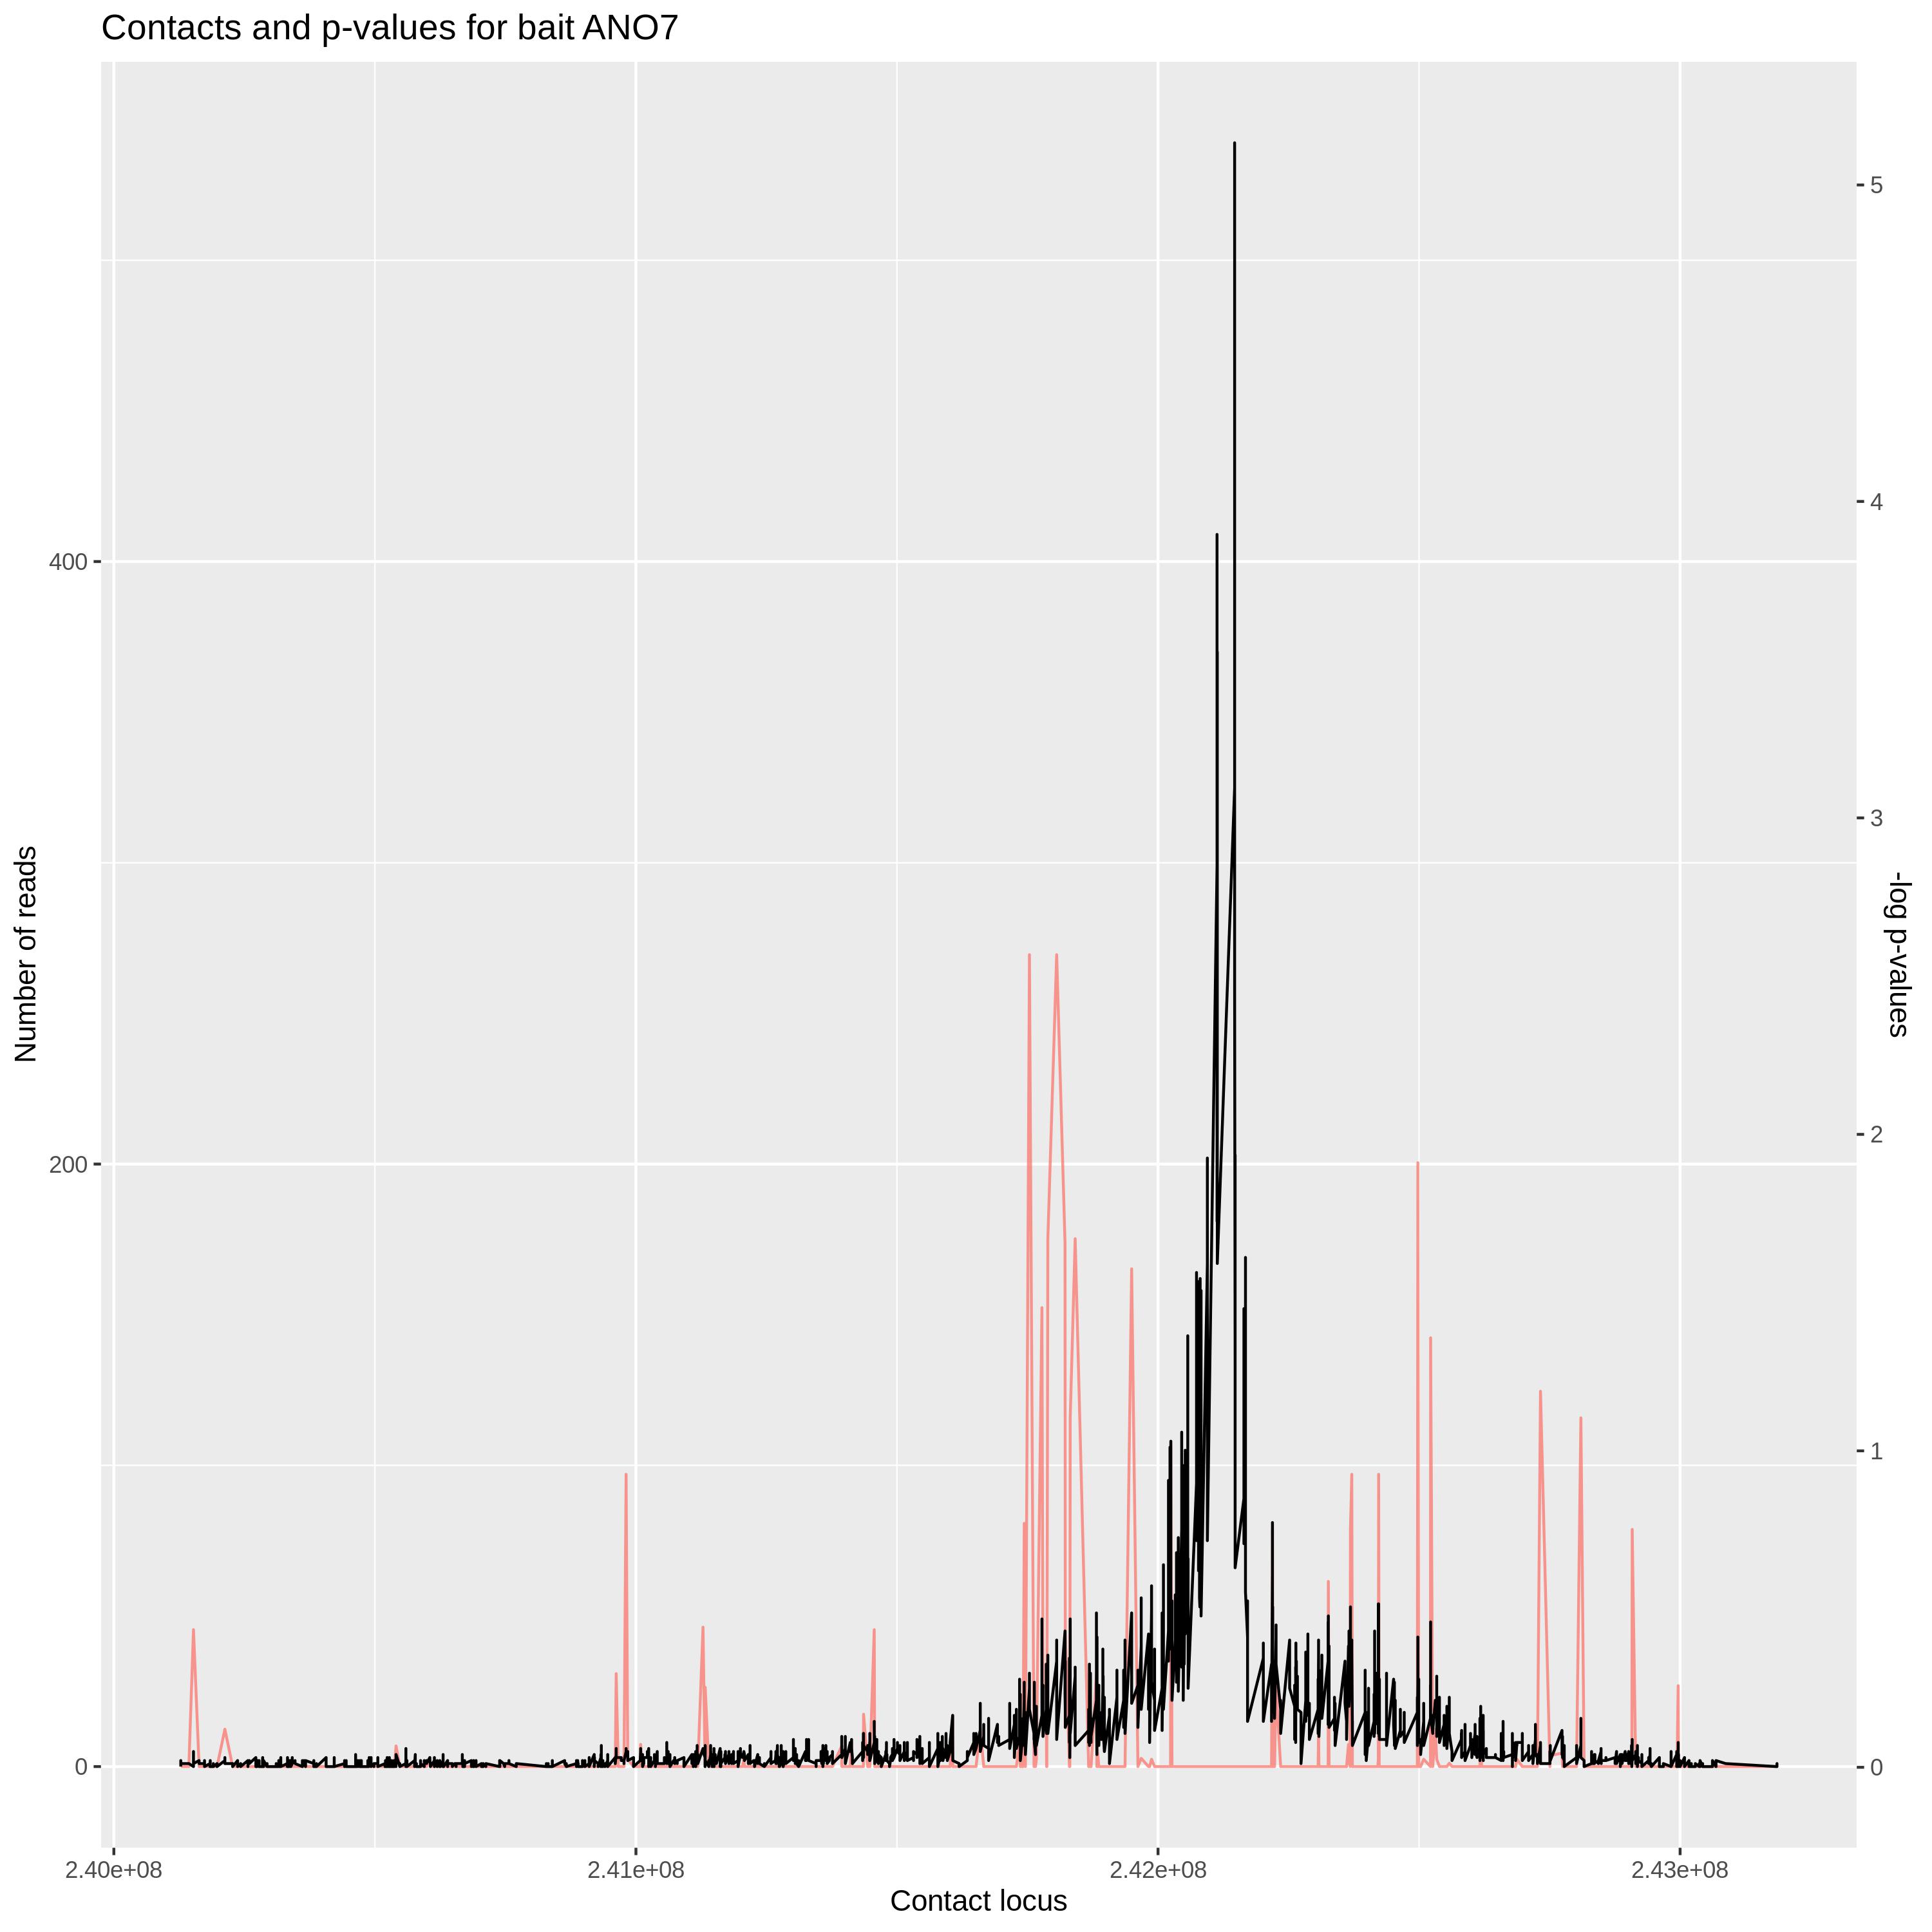 Contacts and p-values for bait ANO7
Number of reads
400
200
0
5
4
3
2
1
0
-log p-values
2.40e+08
2.41e+08
2.42e+08
2.43e+08
Contact locus